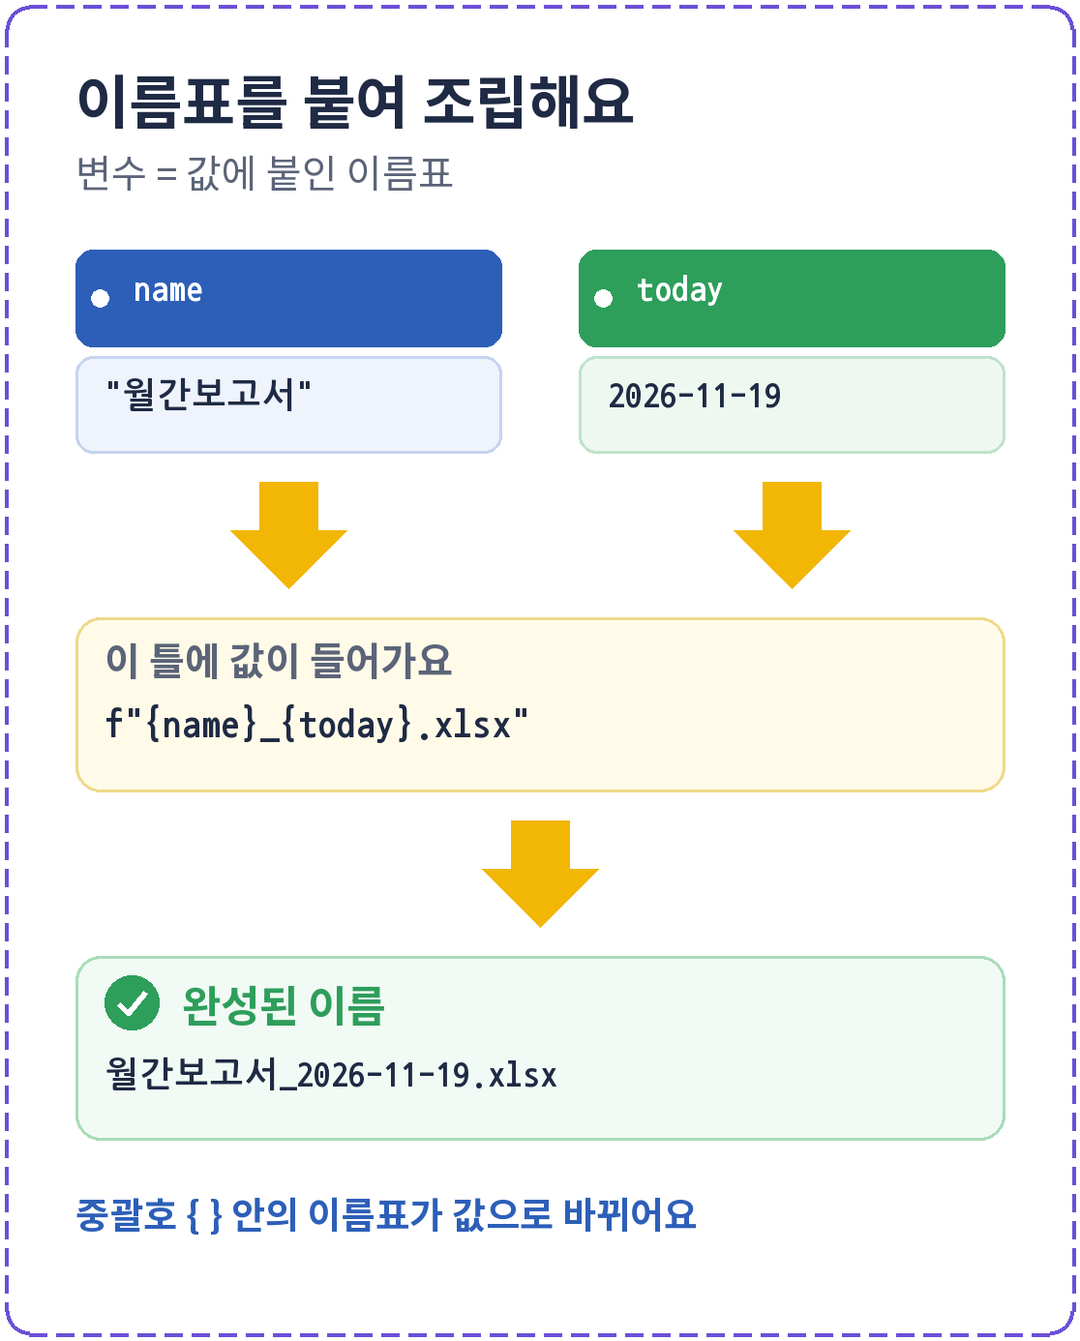 이름표를 붙여 조립해요
변수 = 값에 붙인 이름표
name
today
"월간보고서"
2026-11-19
이 틀에 값이 들어가요
f"{name}_{today}.xlsx"
완성된 이름
월간보고서_2026-11-19.xlsx
중괄호 { } 안의 이름표가 값으로 바뀌어요